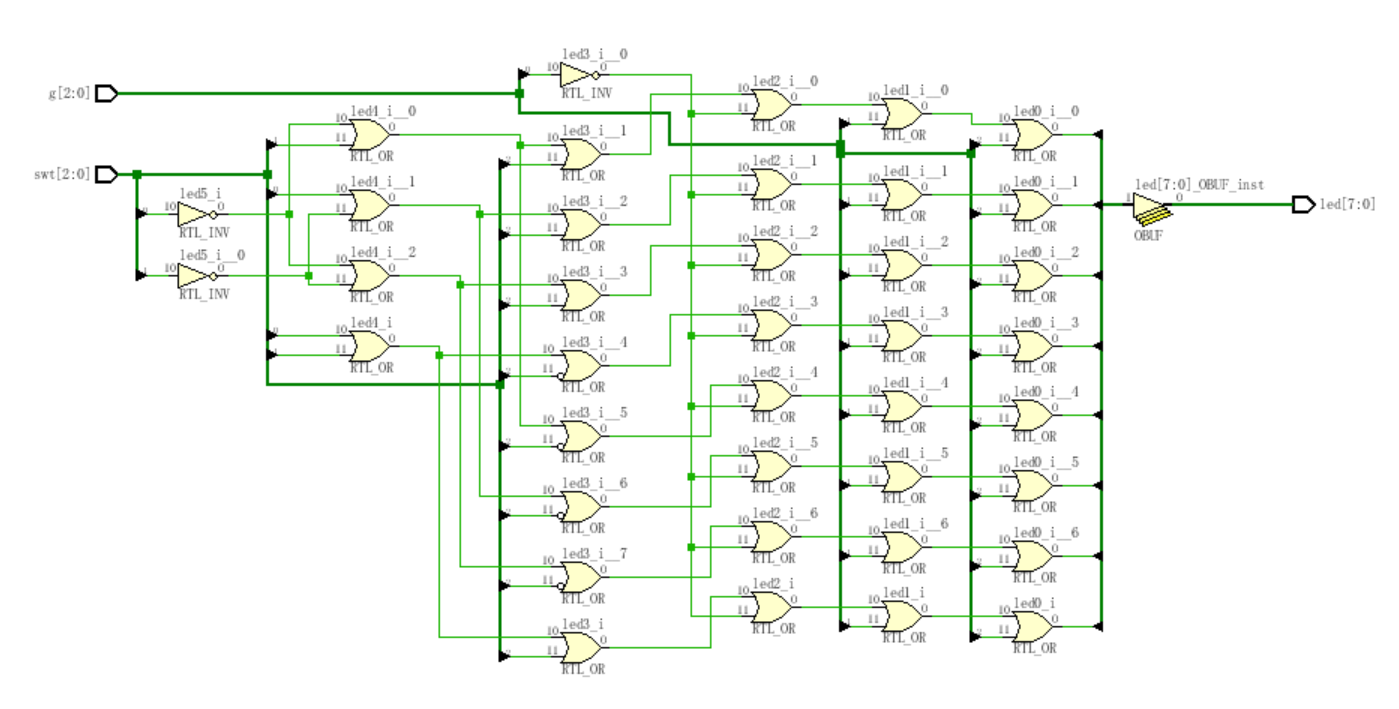 g[2:0]
swt[2:0]
led5_i
RTL_INV
led5_i__0
RTL_INV
led4_i__0
RTL_OR
led4_i__1
RTL_OR
led4_i__2
RTL_OR
led4_i
RTL_OR
led3_i__0
RTL_INV
led3_i__1
RTL_OR
led3_i__2
RTL_OR
led3_i__3
RTL_OR
led3_i__4
RTL_OR
led3_i__5
RTL_OR
led3_i__6
RTL_OR
led3_i__7
RTL_OR
led3_i
RTL_OR
led2_i__0
RTL_OR
led2_i__1
RTL_OR
led2_i__2
RTL_OR
led2_i__3
RTL_OR
led2_i__4
RTL_OR
led2_i__5
RTL_OR
led2_i__6
RTL_OR
led2_i
RTL_OR
led1_i__0
RTL_OR
led1_i__1
RTL_OR
led1_i__2
RTL_OR
led1_i__3
RTL_OR
led1_i__4
RTL_OR
led1_i__5
RTL_OR
led1_i__6
RTL_OR
led1_i
RTL_OR
led0_i__0
RTL_OR
led0_i__1
RTL_OR
led0_i__2
RTL_OR
led0_i__3
RTL_OR
led0_i__4
RTL_OR
led0_i__5
RTL_OR
led0_i__6
RTL_OR
led0_i
RTL_OR
led[7:0]_OBUF_inst
OBUF
led[7:0]